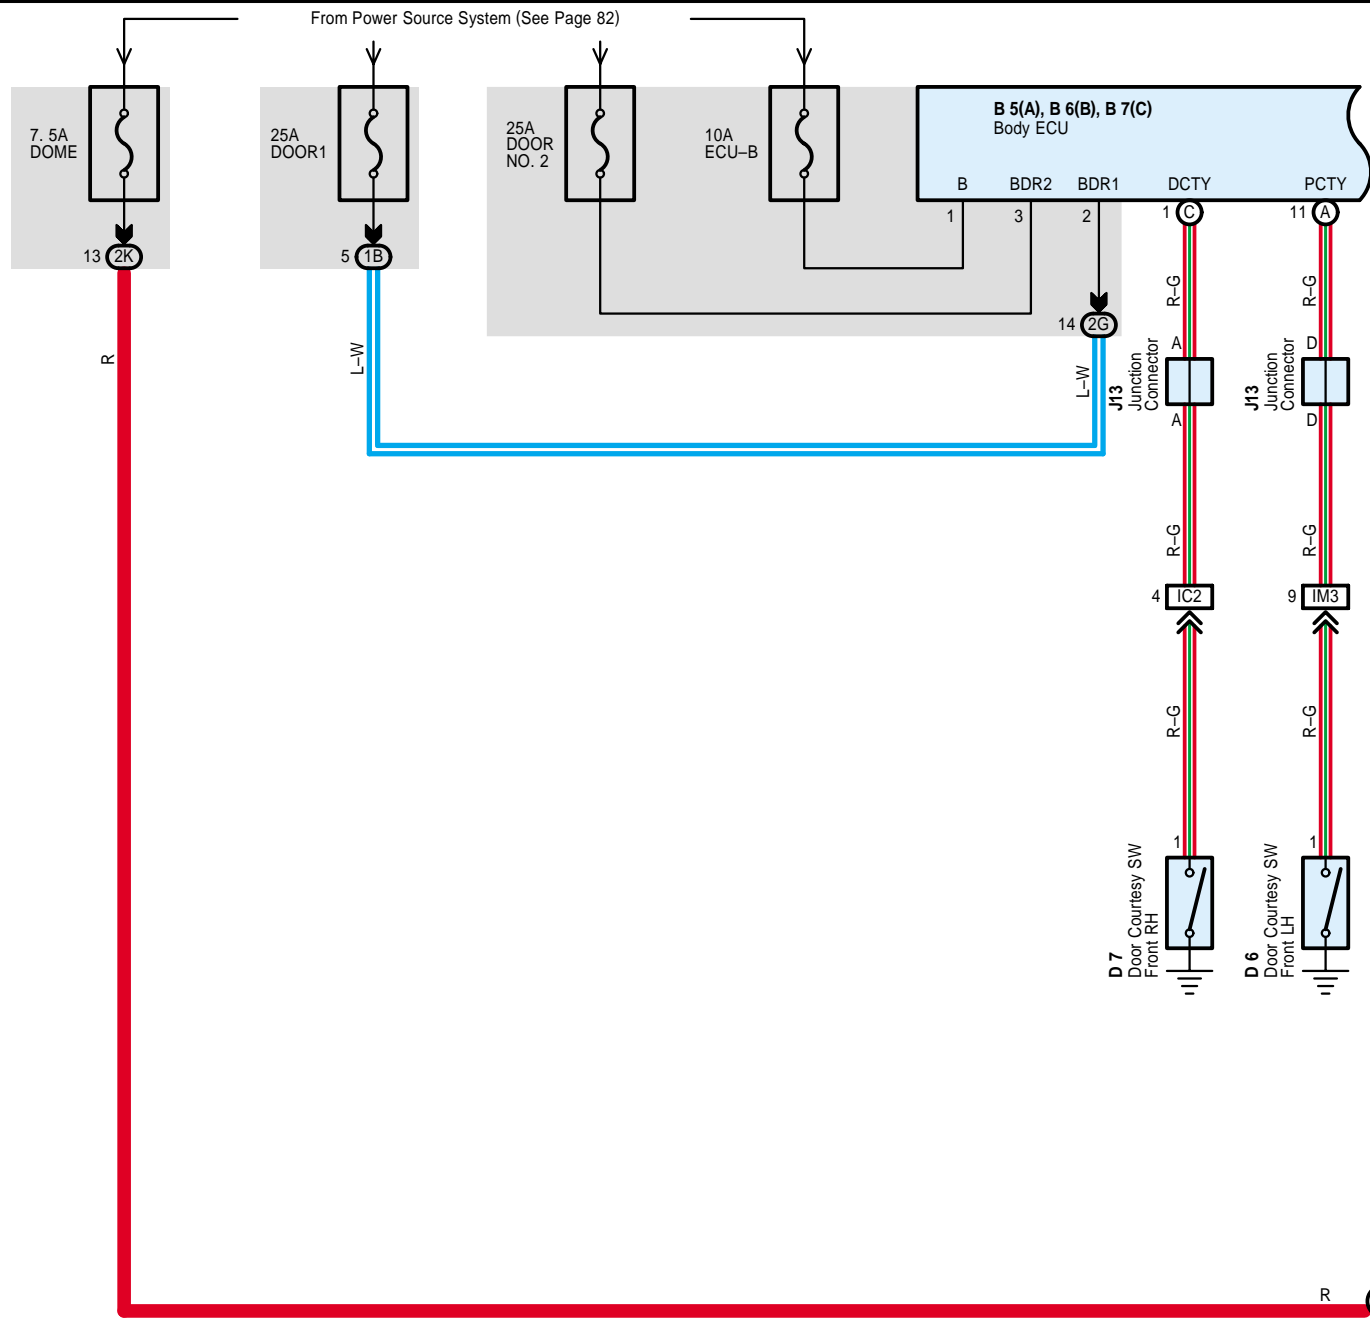 From Power Source System (See Page 82)
7. 5A
DOME
25A
DOOR1
25A
DOOR
NO. 2
10A
ECU–B
B 5(A), B 6(B), B 7(C)
Body ECU
B
BDR2
BDR1
DCTY
PCTY
1
3
2
1
C
11
A
13
2K
5
1B
14
2G
R
L–W
L–W
R–G
R–G
A
D
J13
Junction
Connector
J13
Junction
Connector
A
D
R–G
R–G
4
IC2
9
IM3
R–G
R–G
1
1
D 7
Door Courtesy SW
Front RH
D 6
Door Courtesy SW
Front LH
R